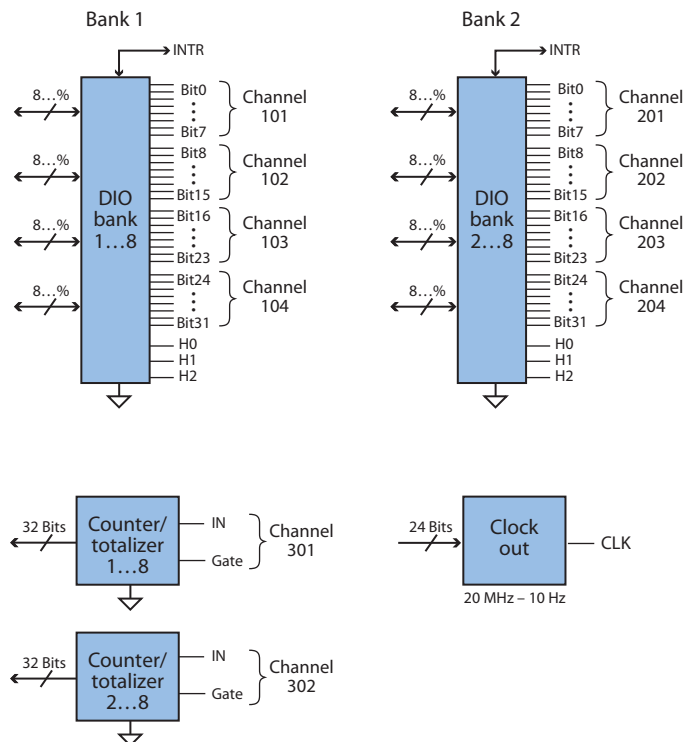 Bank 1
INTR
8…%
8…%
8…%
8…%
DIO
bank
1…8
Bit0
Bit7
Channel
101
Bit8
Bit15
Channel
102
Bit16
Bit23
Channel
103
Bit24
Bit31
Channel
104
H0
H1
H2
Bank 2
INTR
8…%
8…%
8…%
8…%
DIO
bank
2…8
Bit0
Bit7
Channel
201
Bit8
Bit15
Channel
202
Bit16
Bit23
Channel
203
Bit24
Bit31
Channel
204
H0
H1
H2
32 Bits
Counter/
totalizer
1…8
IN
Gate
Channel
301
24 Bits
Clock
out
CLK
20 MHz – 10 Hz
32 Bits
Counter/
totalizer
2…8
IN
Gate
Channel
302